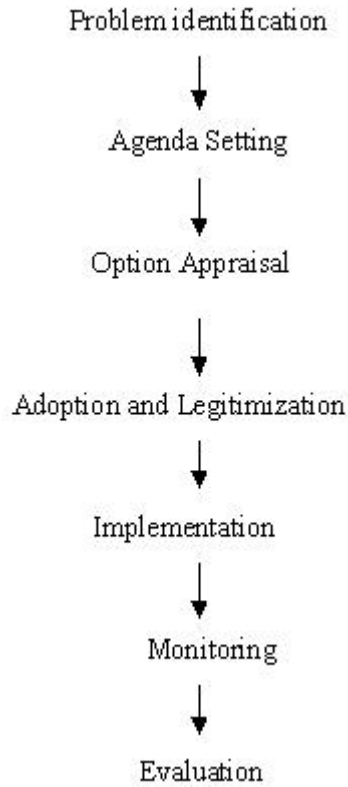 Problem identification
Agenda Setting
Option Appraisal
Adoption and Legitimization
Implementation
Monitoring
Evaluation